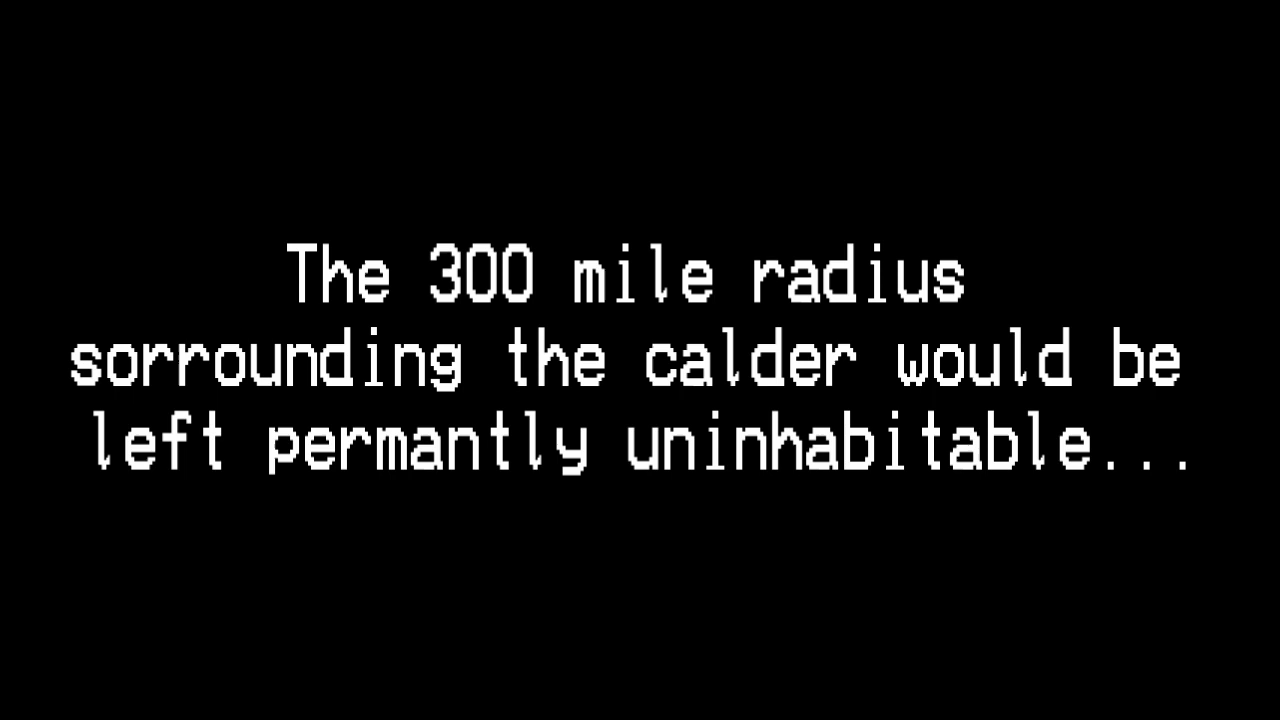 The 300 mile radius
sorrounding the calder would be
left permantly uninhabitable...